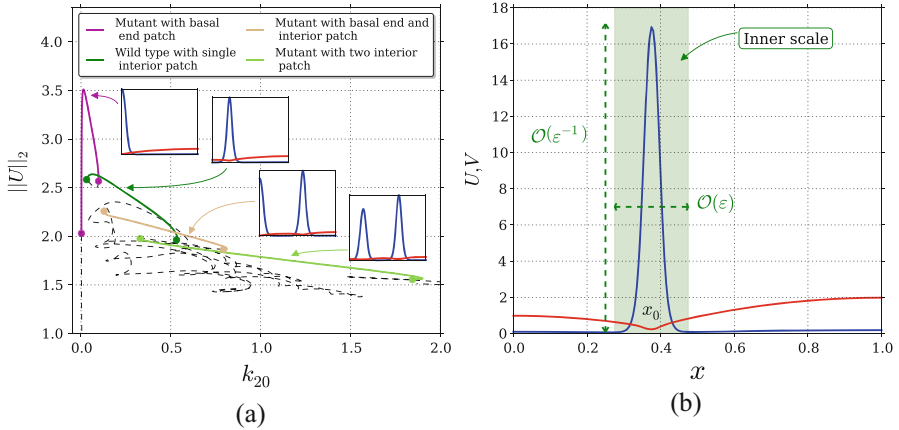 (a)
Mutant with basal end patch
Wild type with single interior patch
Mutant with basal end and interior patch
Mutant with two interior patch
||U||₂
4.0
3.5
3.0
2.5
2.0
1.5
1.0
0.0 0.5 1.0 1.5 2.0
k₂₀
(a)
(b)
U,V
18
16
14
12
10
8
6
4
2
0
Inner scale
𝒪(ε⁻¹)
𝒪(ε)
x₀
0.0 0.2 0.4 0.6 0.8 1.0
x
(b)